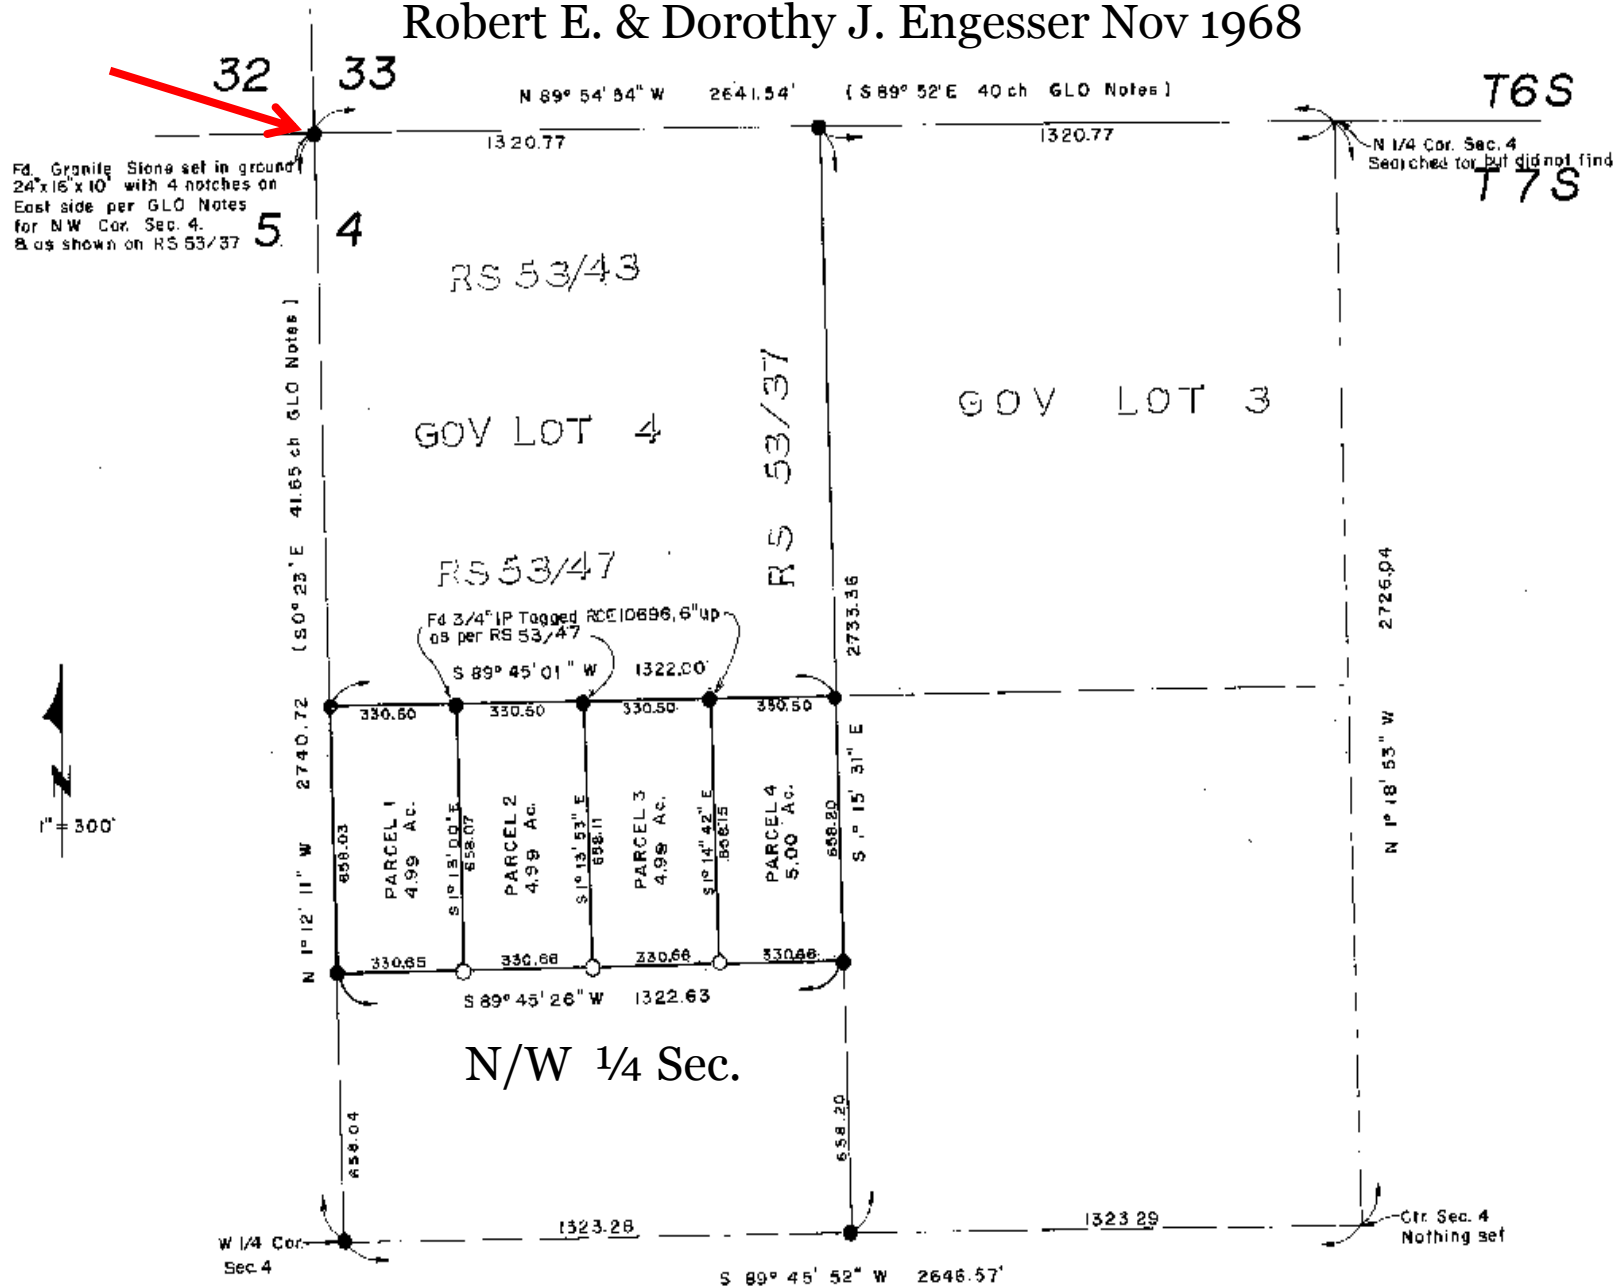 Robert E. & Dorothy J. Engesser Nov 1968
32 33
N 89° 54' 54" W 2641.54' ( S 89° 52' E 40 ch GLO Notes )
T6S
1320.77
1320.77
N 1/4 Cor. Sec. 4
Searched for but did not find
T7S
Fd. Granite Stone set in ground
24"x16"x10" with 4 notches on
East side per GLO Notes
for NW Cor. Sec. 4.
& as shown on RS 53/37
5 4
RS 53/43
RS 53/37
GOV LOT 4
GOV LOT 3
RS 53/47
Fd 3/4" IP Tagged RCE10696, 6" up
as per RS 53/47
S 89° 45' 01" W 1322.00'
N 1° 12' 11" W 2740.72 ( S0° 23' E 41.65 ch GLO Notes )
330.50
330.50
330.50
330.50
2733.36
S 1° 15' 31" E
2726.04
N 1° 18' 53" W
N
1" = 300'
658.03
PARCEL 1
4.99 Ac.
S 1° 13' 00" E
658.07
PARCEL 2
4.99 Ac.
S 1° 13' 53" E
658.11
PARCEL 3
4.99 Ac.
S 1° 14' 42" E
658.15
PARCEL 4
5.00 Ac.
658.20
330.65
330.66
330.66
330.66
S 89° 45' 26" W 1322.63
N/W ¼ Sec.
658.04
658.20
W 1/4 Cor.
Sec. 4
1323.28
1323.29
Ctr. Sec. 4
Nothing set
S 89° 45' 52" W 2646.57'